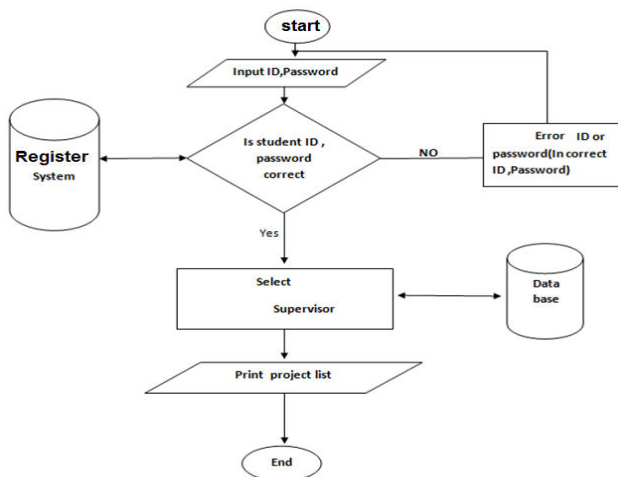 start
Input ID,Password
Register
System
Is student ID ,
password
correct
NO
Error ID or
password(In correct
ID,Password)
Yes
Select
Supervisor
Data
base
Print project list
End